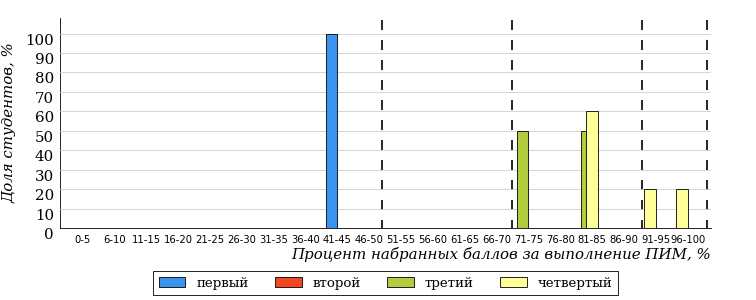 Доля студентов, %
100
90
80
70
60
50
40
30
20
10
0
0-5 6-10 11-15 16-20 21-25 26-30 31-35 36-40 41-45 46-50 51-55 56-60 61-65 66-70 71-75 76-80 81-85 86-90 91-95 96-100
Процент набранных баллов за выполнение ПИМ, %
первый второй третий четвертый